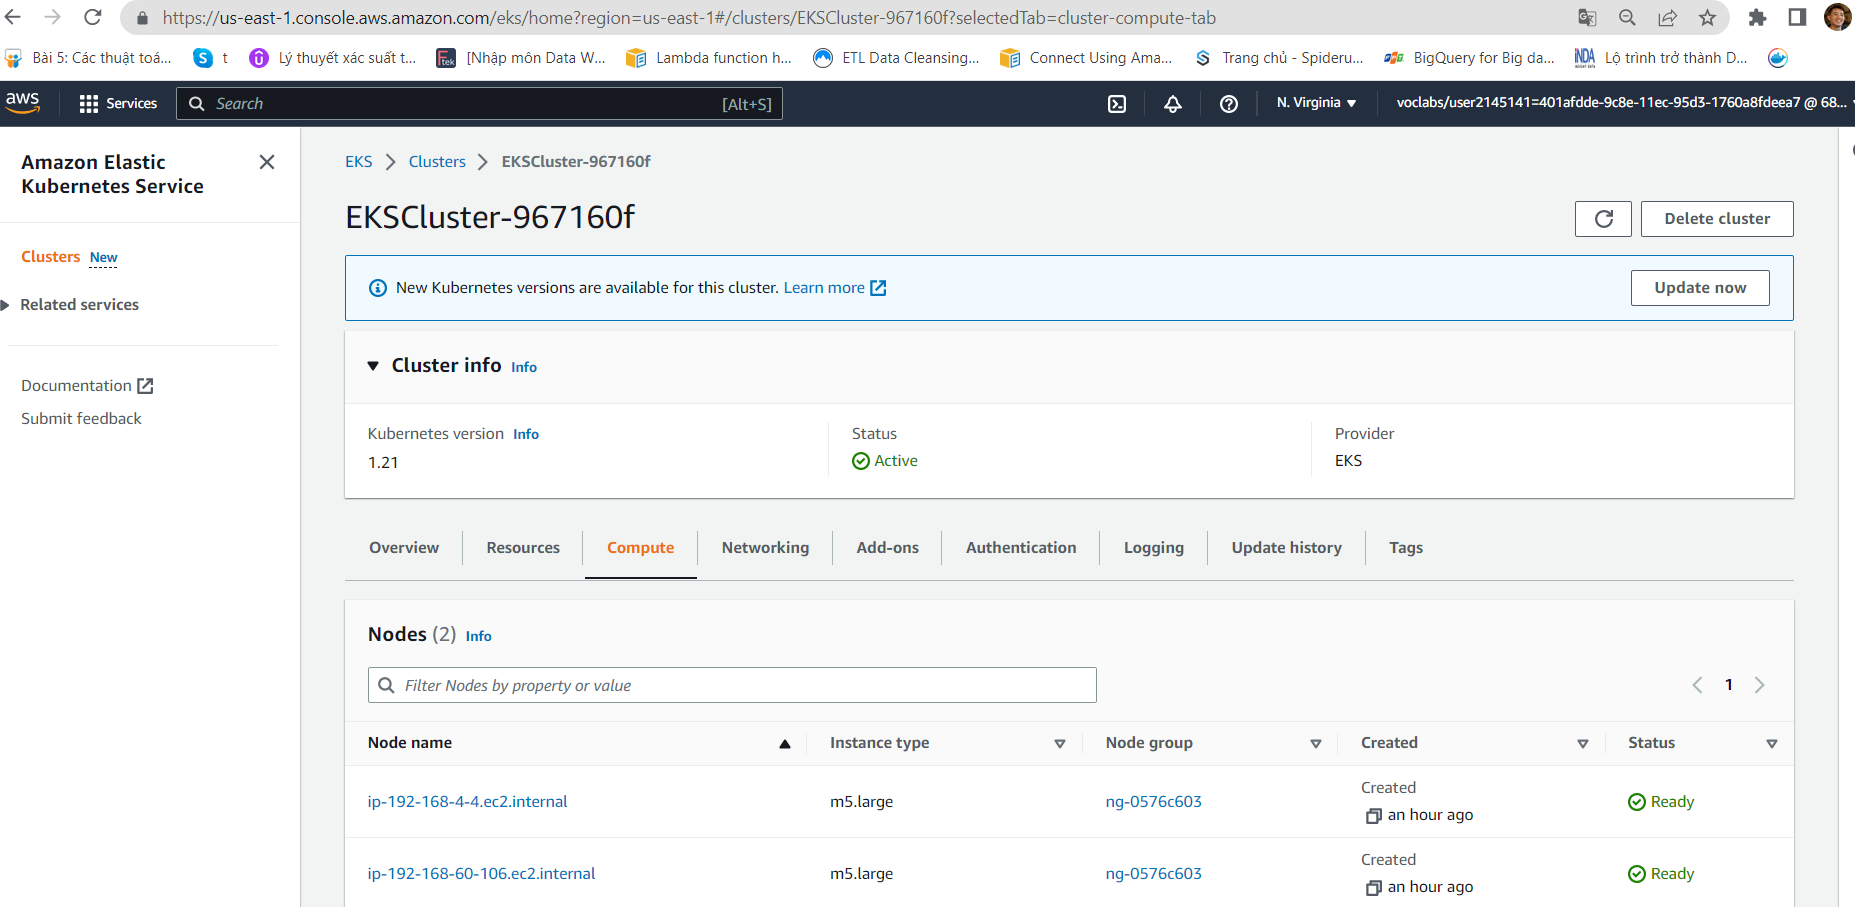 https://us-east-1.console.aws.amazon.com/eks/home?region=us-east-1#/clusters/EKSCluster-967160f?selectedTab=cluster-compute-tab
Bài 5: Các thuật toá... t Lý thuyết xác suất t... [Nhập môn Data W... Lambda function h... ETL Data Cleansing... Connect Using Ama... Trang chủ - Spideru... BigQuery for Big da... Lộ trình trở thành D...
aws Services Search [Alt+S] N. Virginia voclabs/user2145141=401afdde-9c8e-11ec-95d3-1760a8fdeea7 @ 68...
Amazon Elastic
Kubernetes Service
Clusters New
Related services
Documentation
Submit feedback
EKS Clusters EKSCluster-967160f
EKSCluster-967160f
Delete cluster
New Kubernetes versions are available for this cluster. Learn more Update now
Cluster info Info
Kubernetes version Info Status Provider
1.21 Active EKS
Overview Resources Compute Networking Add-ons Authentication Logging Update history Tags
Nodes (2) Info
Filter Nodes by property or value 1
Node name Instance type Node group Created Status
Created
ip-192-168-4-4.ec2.internal m5.large ng-0576c603 Ready
an hour ago
Created
ip-192-168-60-106.ec2.internal m5.large ng-0576c603 Ready
an hour ago